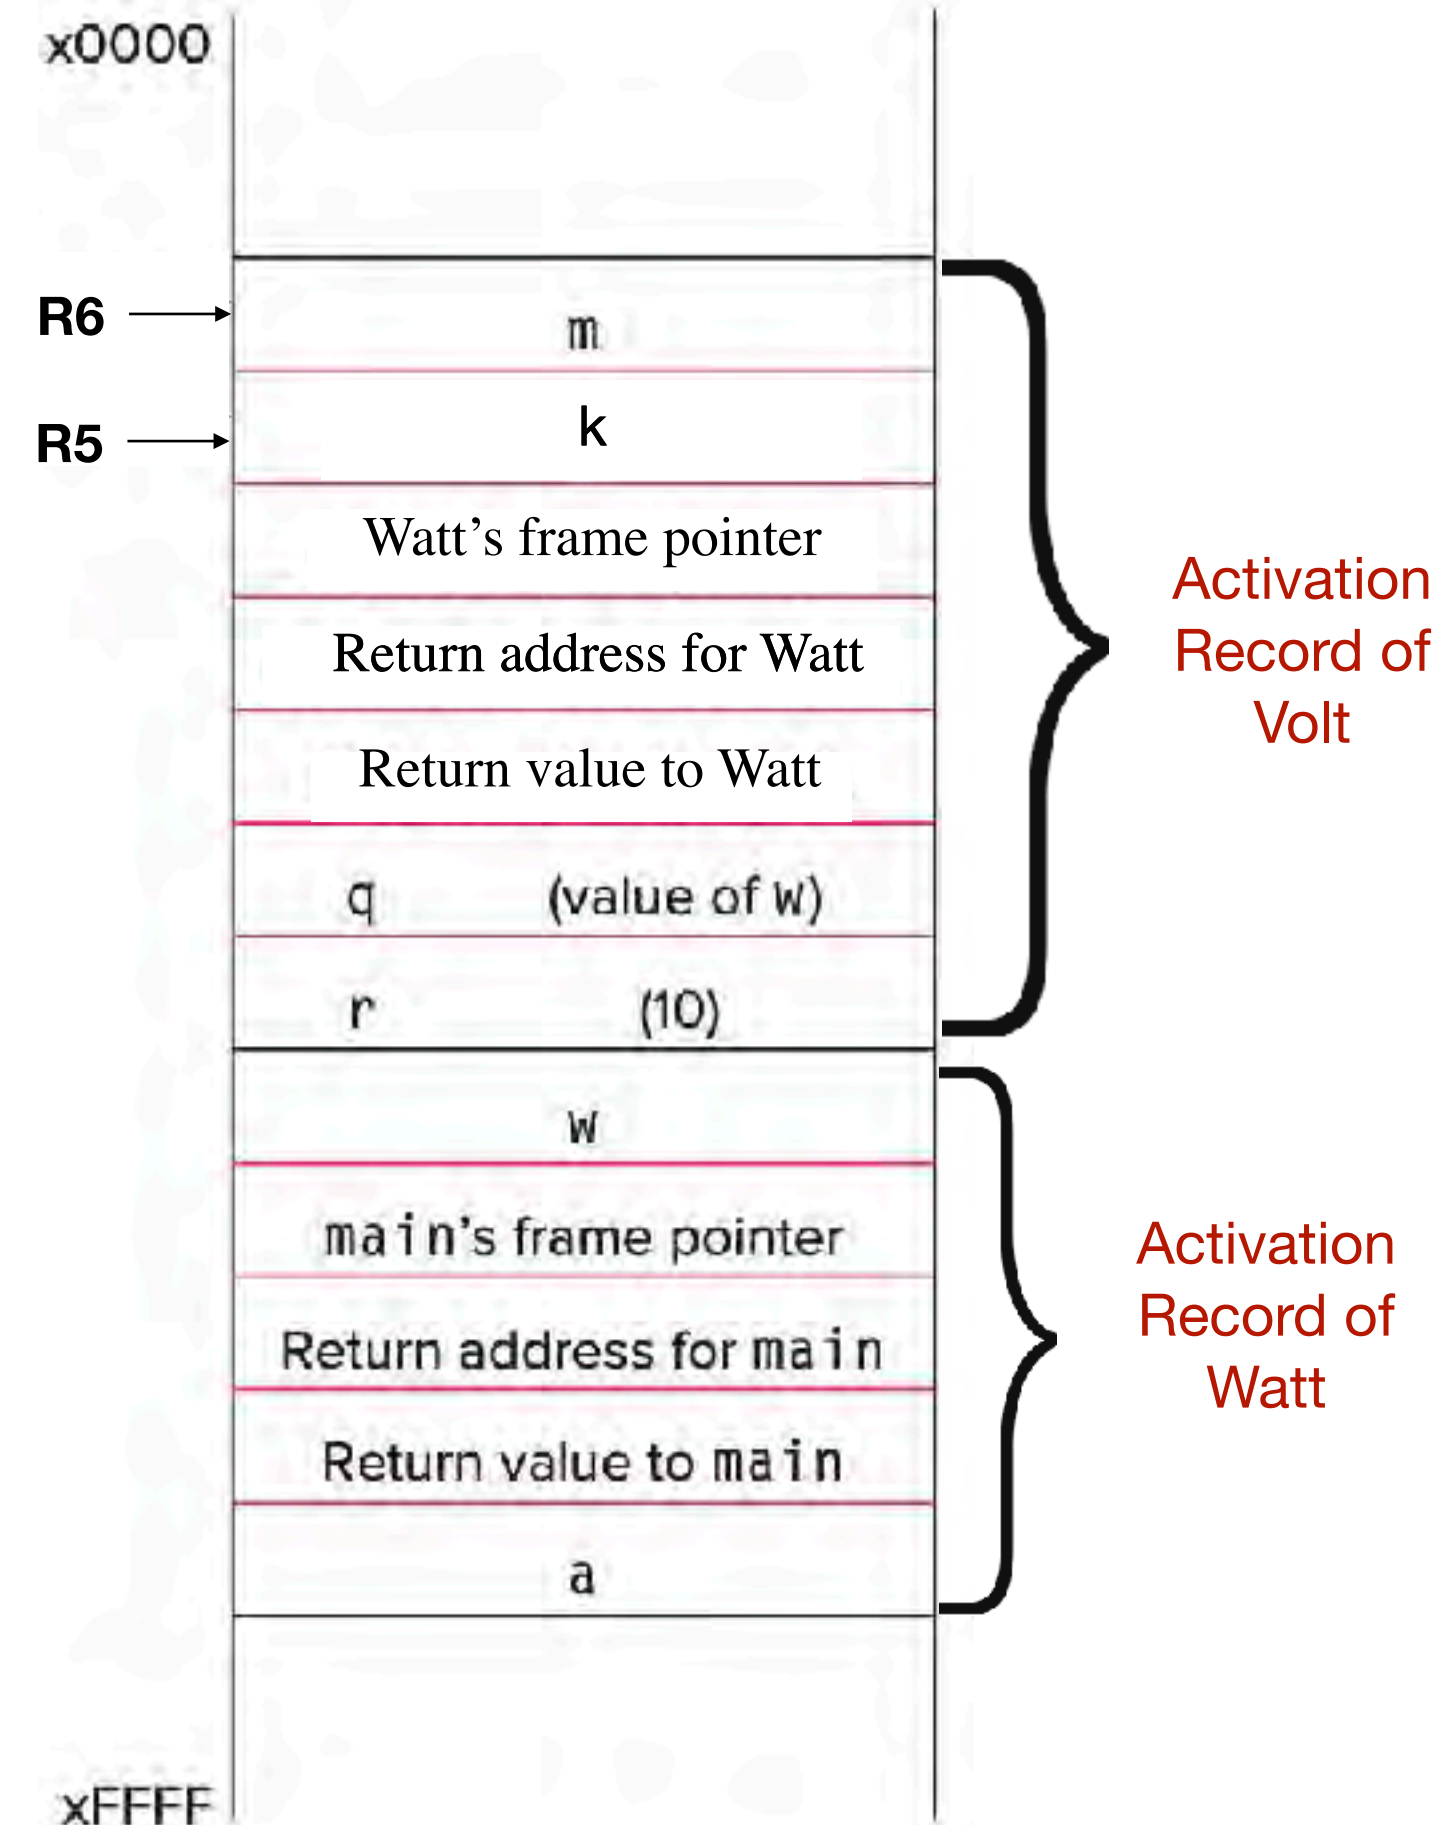 x0000
R6
m
R5
k
Watt’s frame pointer
Return address for Watt
Return value to Watt
q (value of w)
r (10)
Activation
Record of
Volt
w
main’s frame pointer
Return address for main
Return value to main
a
Activation
Record of
Watt
xFFFF